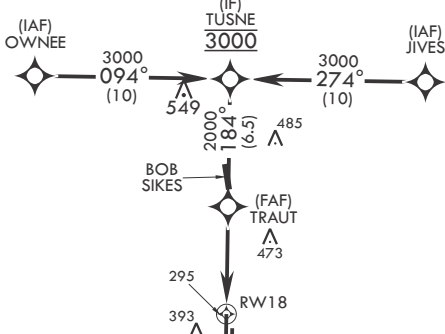 (IAF)
OWNEE
(IF)
TUSNE
3000
(IAF)
JIVES
3000
094°
(10)
3000
274°
(10)
549
2000
184°
(6.5)
485
BOB
SIKES
(FAF)
TRAUT
473
295
RW18
393